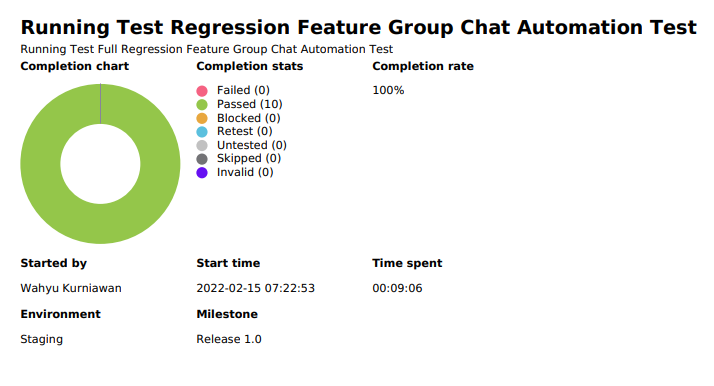 Running Test Regression Feature Group Chat Automation Test
Running Test Full Regression Feature Group Chat Automation Test
Completion chart
Completion stats
Completion rate
Failed (0)
Passed (10)
Blocked (0)
Retest (0)
Untested (0)
Skipped (0)
Invalid (0)
100%
Started by
Start time
Time spent
Wahyu Kurniawan
2022-02-15 07:22:53
00:09:06
Environment
Milestone
Staging
Release 1.0